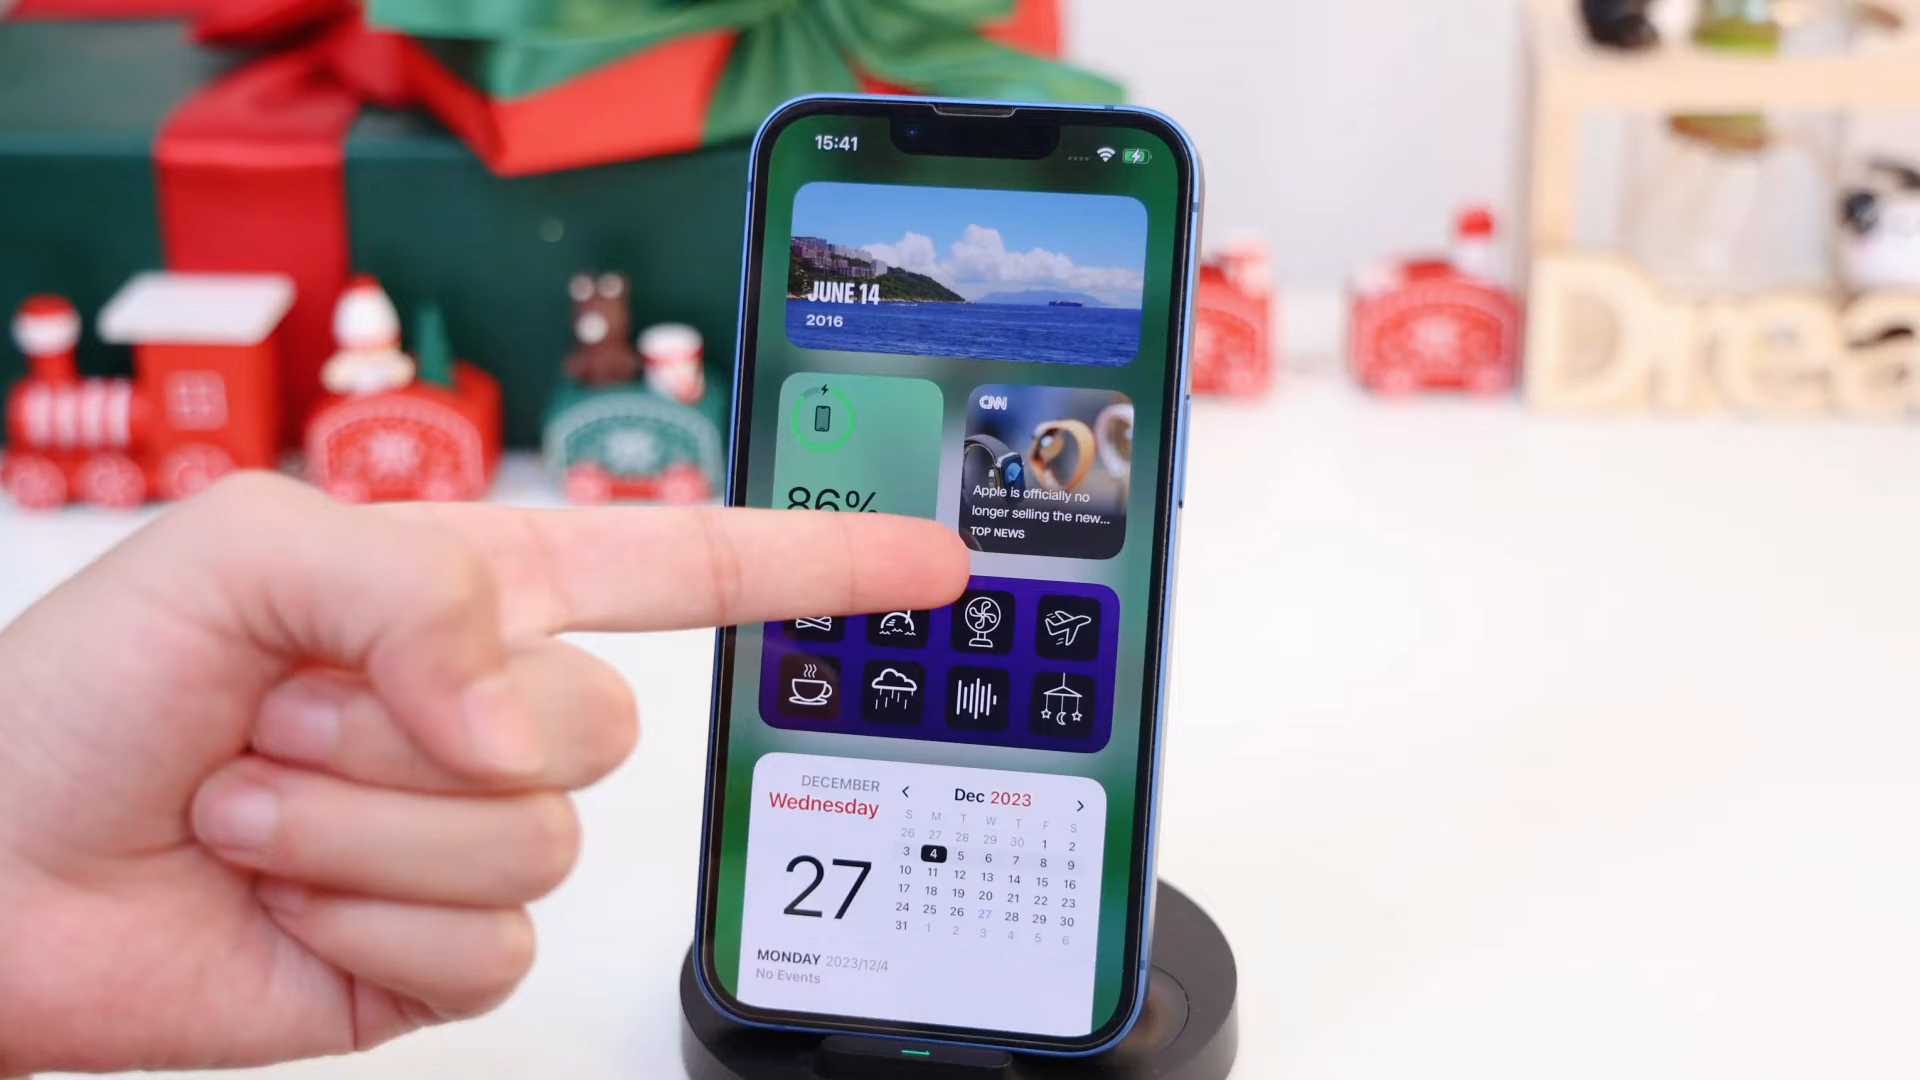 15:41
JUNE 14
2016
86%
CNN
Apple is officially no
longer selling the new...
TOP NEWS
DECEMBER
Wednesday
27
MONDAY 2023/12/4
No Events
Dec 2023
S M T W T F S
26 27 28 29 30 1 2
3 4 5 6 7 8 9
10 11 12 13 14 15 16
17 18 19 20 21 22 23
24 25 26 27 28 29 30
31 1 2 3 4 5 6
Drea